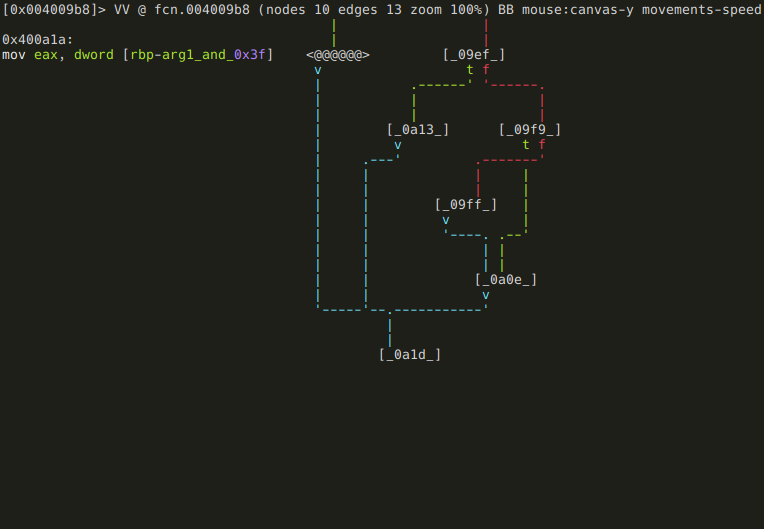 [0x004009b8]> VV @ fcn.004009b8 (nodes 10 edges 13 zoom 100%) BB mouse:canvas-y movements-speed
0x400a1a:
mov eax, dword [rbp-arg1_and_0x3f] <@@@@@@> [_09ef_]
v t f
[_0a13_] [_09f9_]
v t f
[_09ff_]
v
[_0a0e_]
v
[_0a1d_]